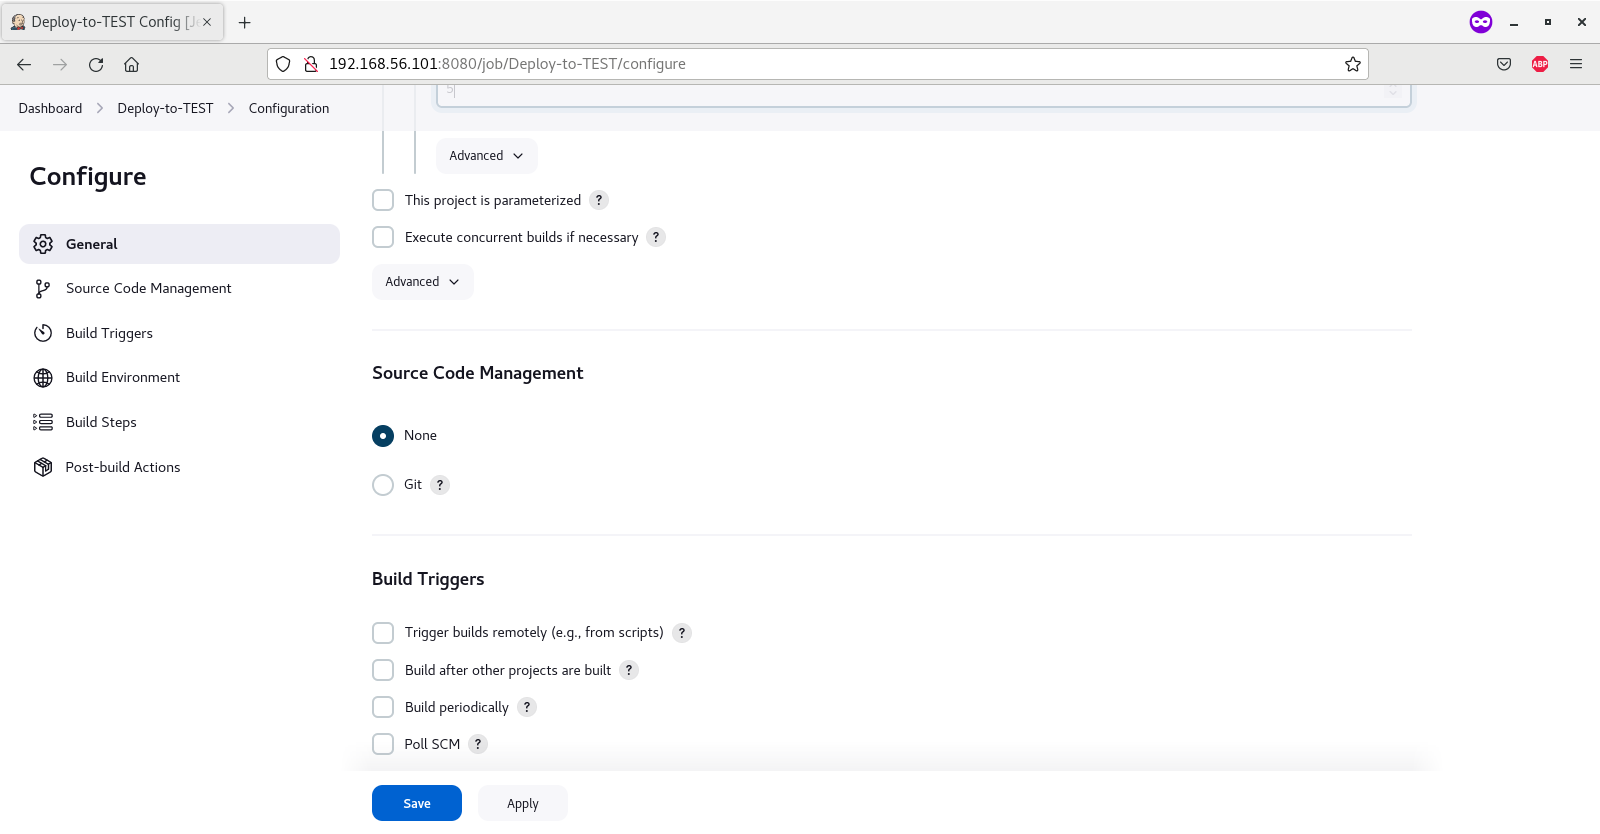 Deploy-to-TEST Config [Je
192.168.56.101:8080/job/Deploy-to-TEST/configure
ABP
Dashboard Deploy-to-TEST Configuration
5
Configure
General
Source Code Management
Build Triggers
Build Environment
Build Steps
Post-build Actions
Advanced
This project is parameterized ?
Execute concurrent builds if necessary ?
Advanced
Source Code Management
None
Git ?
Build Triggers
Trigger builds remotely (e.g., from scripts) ?
Build after other projects are built ?
Build periodically ?
Poll SCM ?
Save Apply